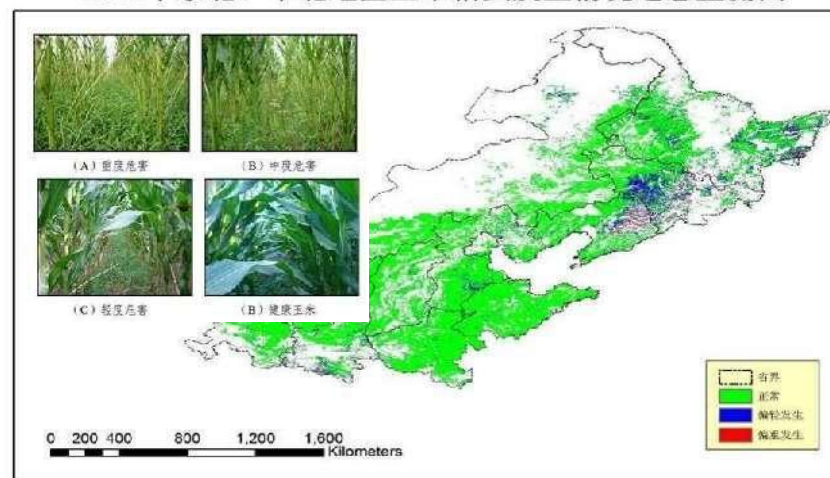 (A) 重度危害
(B) 中度危害
(C) 轻度危害
(B) 健康玉米
省界
正常
偏轻发生
偏重发生
0 200 400 800 1,200 1,600
Kilometers